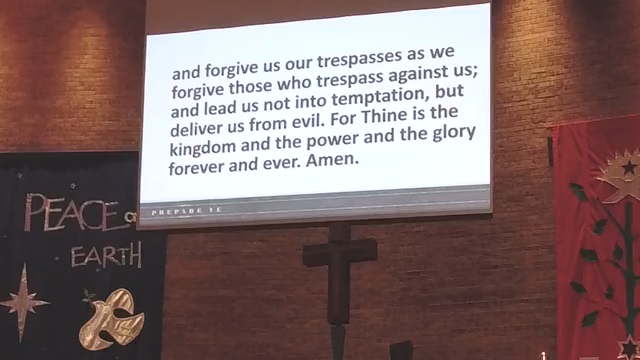 and forgive us our trespasses as we
forgive those who trespass against us;
and lead us not into temptation, but
deliver us from evil. For Thine is the
kingdom and the power and the glory
forever and ever. Amen.
PREPARE YE
PEACE
EARTH